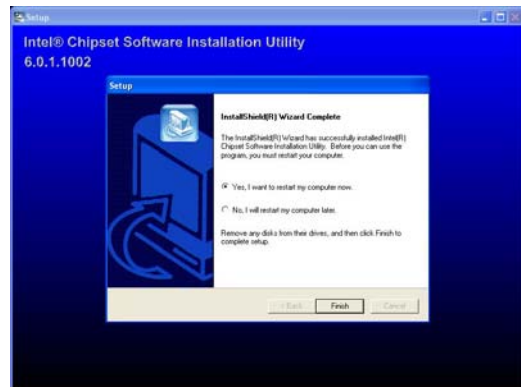 Setup
Intel® Chipset Software Installation Utility
6.0.1.1002
Setup
InstallShield(R) Wizard Complete
The InstallShield(R) Wizard has successfully installed Intel(R)
Chipset Software Installation Utility. Before you can use the
program, you must restart your computer.
Yes, I want to restart my computer now.
No, I will restart my computer later.
Remove any disks from their drives, and then click Finish to
complete setup.
< Back
Finish
Cancel